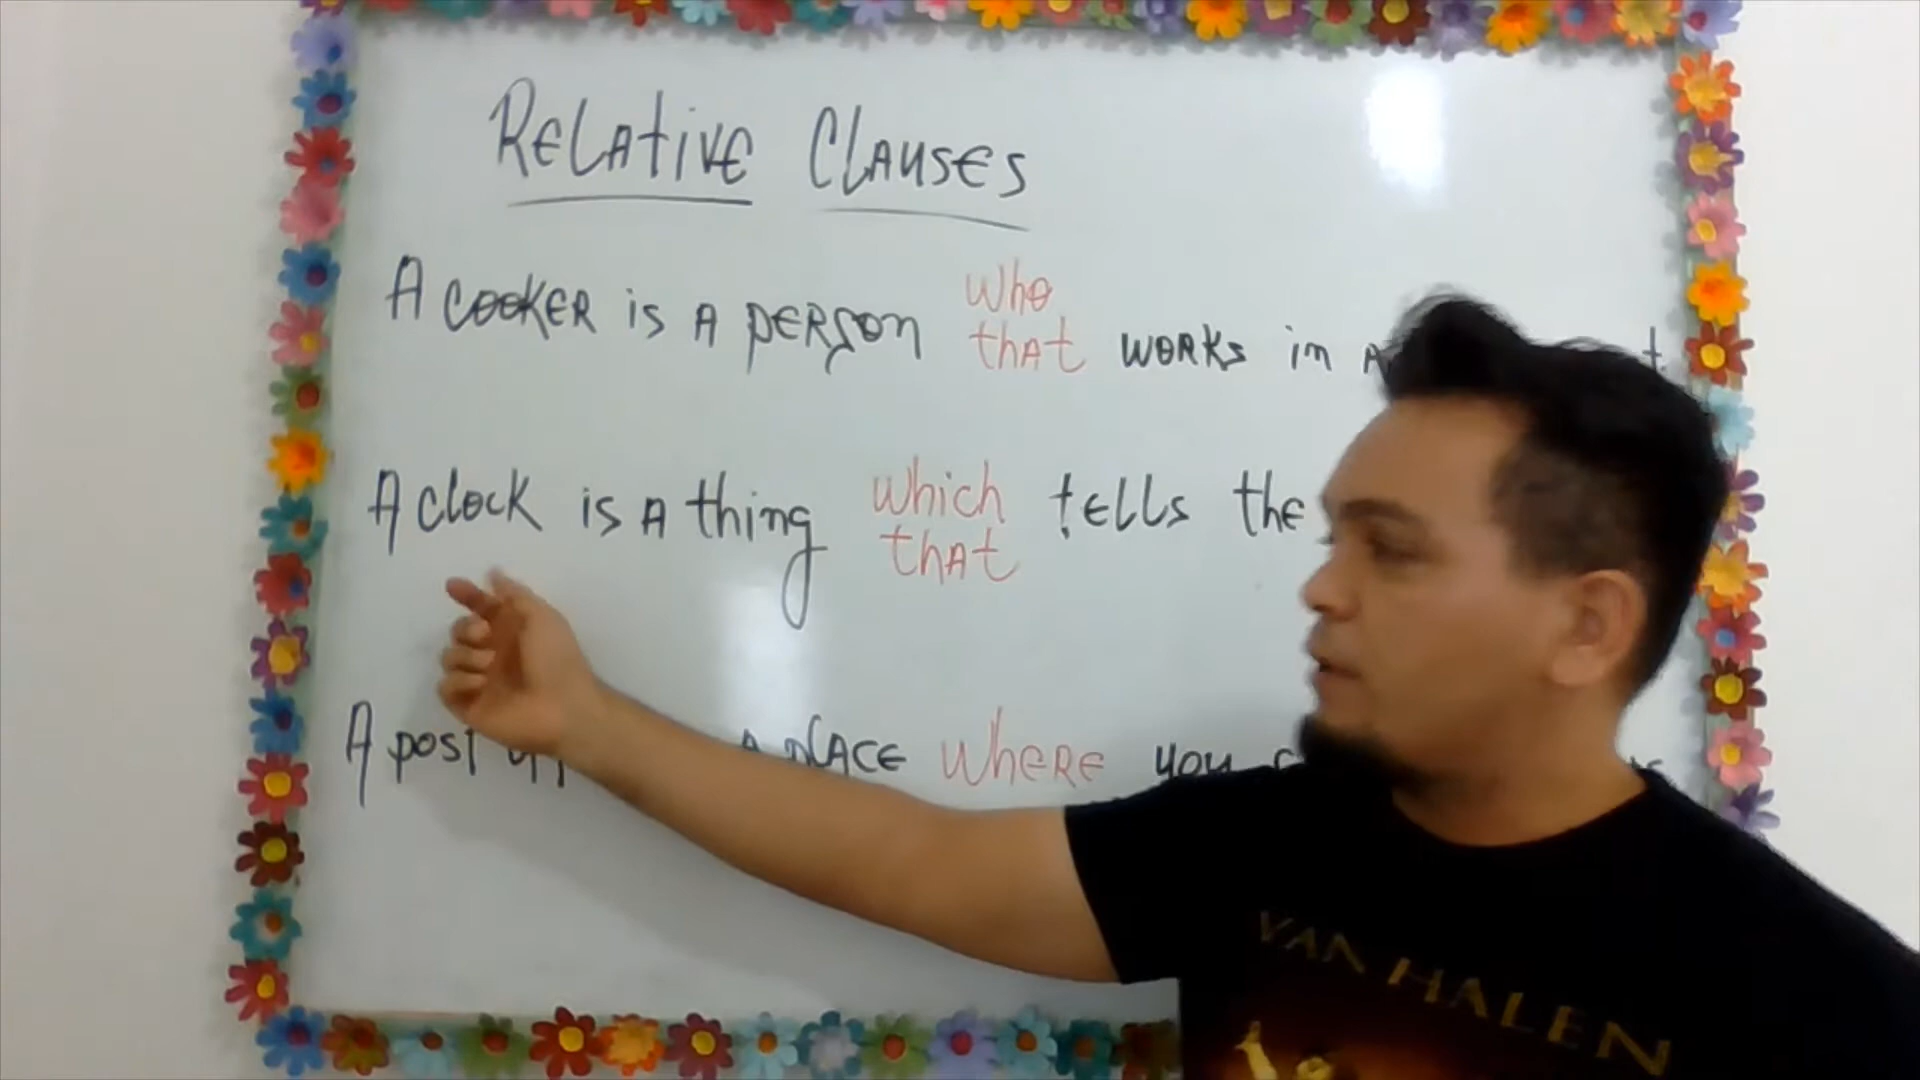 Relative Clauses
A cooker is a person who
that works in a
A clock is a thing which tells the
that
A post a place where you
VAN HALEN